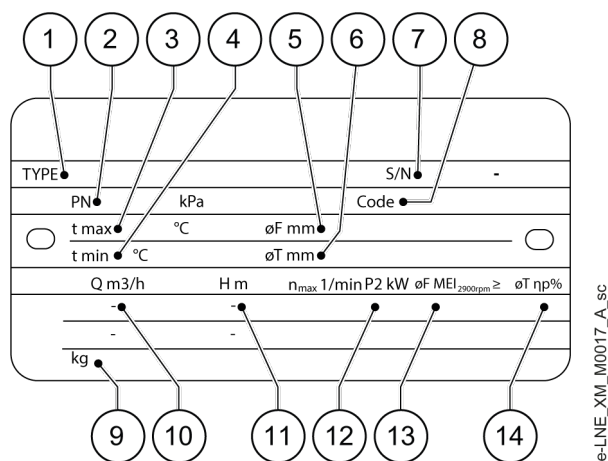 1 2 3 4 5 6 7 8
TYPE S/N -
PN kPa Code
t max °C øF mm
t min °C øT mm
Q m3/h H m nmax 1/min P2 kW øF MEI2900rpm ≥ øT ηp%
- -
- -
kg
9 10 11 12 13 14
e-LNE_XM_M0017_A_sc